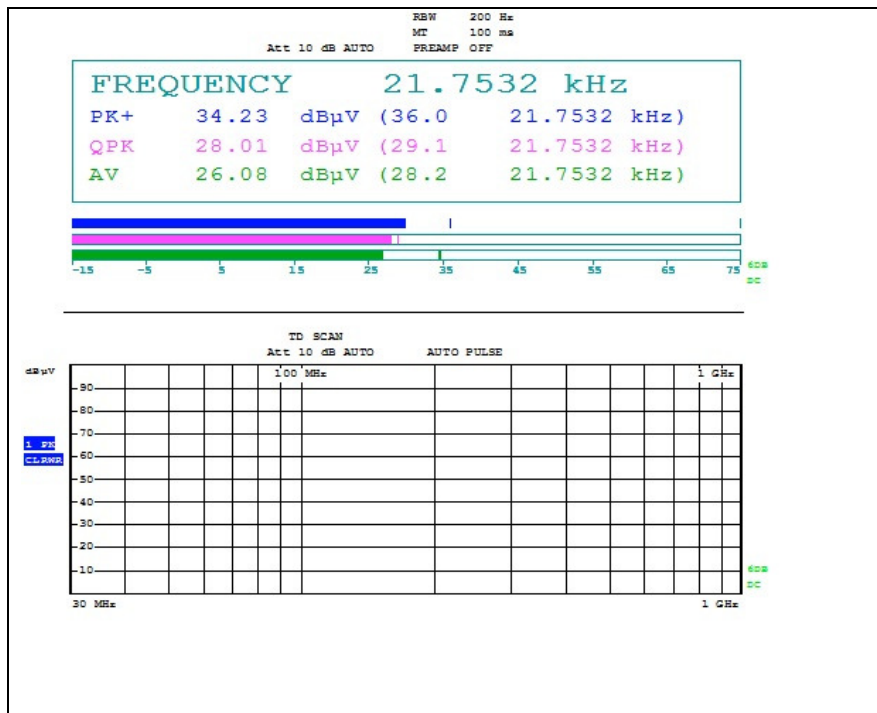 RBW 200 Hz
MT 100 ms
Att 10 dB AUTO PREAMP OFF
FREQUENCY 21.7532 kHz
PK+ 34.23 dBµV (36.0 21.7532 kHz)
QPK 28.01 dBµV (29.1 21.7532 kHz)
AV 26.08 dBµV (28.2 21.7532 kHz)
-15 -5 5 15 25 35 45 55 65 75
6DB
DC
TD SCAN
Att 10 dB AUTO AUTO PULSE
dBµV
100 MHz 1 GHz
90
80
70
1 PK
60
CLRWR
50
40
30
20
10
6DB
DC
30 MHz 1 GHz